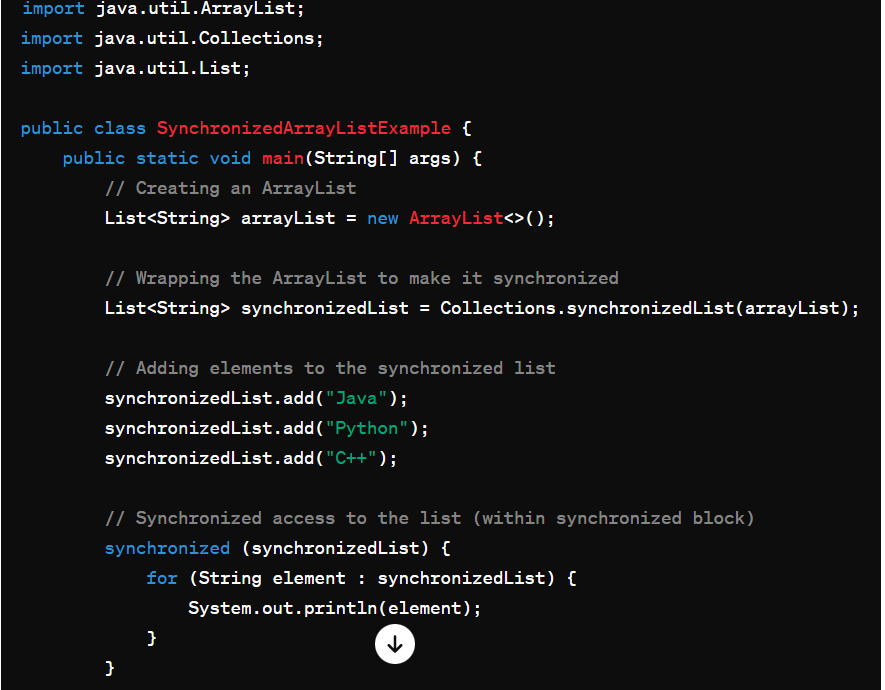 import java.util.ArrayList;
import java.util.Collections;
import java.util.List;
public class SynchronizedArrayListExample {
    public static void main(String[] args) {
        // Creating an ArrayList
        List<String> arrayList = new ArrayList<>();
        // Wrapping the ArrayList to make it synchronized
        List<String> synchronizedList = Collections.synchronizedList(arrayList);
        // Adding elements to the synchronized list
        synchronizedList.add("Java");
        synchronizedList.add("Python");
        synchronizedList.add("C++");
        // Synchronized access to the list (within synchronized block)
        synchronized (synchronizedList) {
            for (String element : synchronizedList) {
                System.out.println(element);
            }
        }